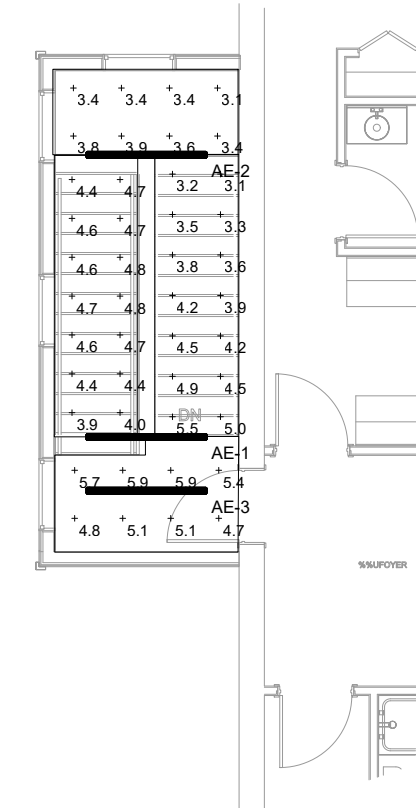 3.4 3.4 3.4 3.1
3.8 3.9 3.6 3.4
AE-2
4.4 4.7 3.2 3.1
4.6 4.7 3.5 3.3
4.6 4.8 3.8 3.6
4.7 4.8 4.2 3.9
4.6 4.7 4.5 4.2
4.4 4.4 4.9 4.5
DN
3.9 4.0 5.5 5.0
AE-1
5.7 5.9 5.9 5.4
AE-3
4.8 5.1 5.1 4.7
%%UFOYER